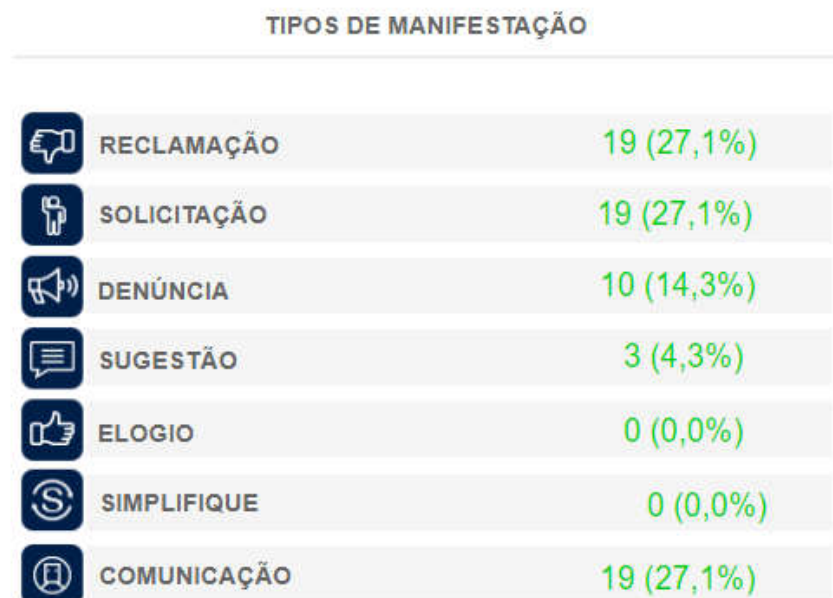 TIPOS DE MANIFESTAÇÃO
RECLAMAÇÃO 19 (27,1%)
SOLICITAÇÃO 19 (27,1%)
DENÚNCIA 10 (14,3%)
SUGESTÃO 3 (4,3%)
ELOGIO 0 (0,0%)
SIMPLIFIQUE 0 (0,0%)
COMUNICAÇÃO 19 (27,1%)